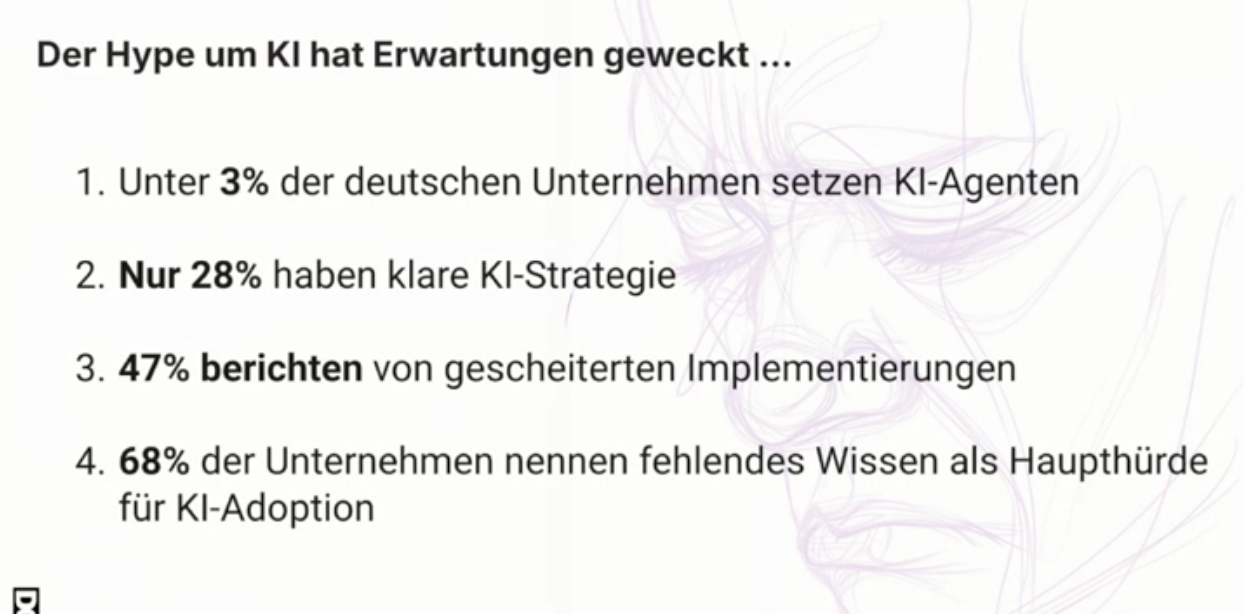 Der Hype um KI hat Erwartungen geweckt ...
1. Unter 3% der deutschen Unternehmen setzen KI-Agenten
2. Nur 28% haben klare KI-Strategie
3. 47% berichten von gescheiterten Implementierungen
4. 68% der Unternehmen nennen fehlendes Wissen als Haupthürde
für KI-Adoption